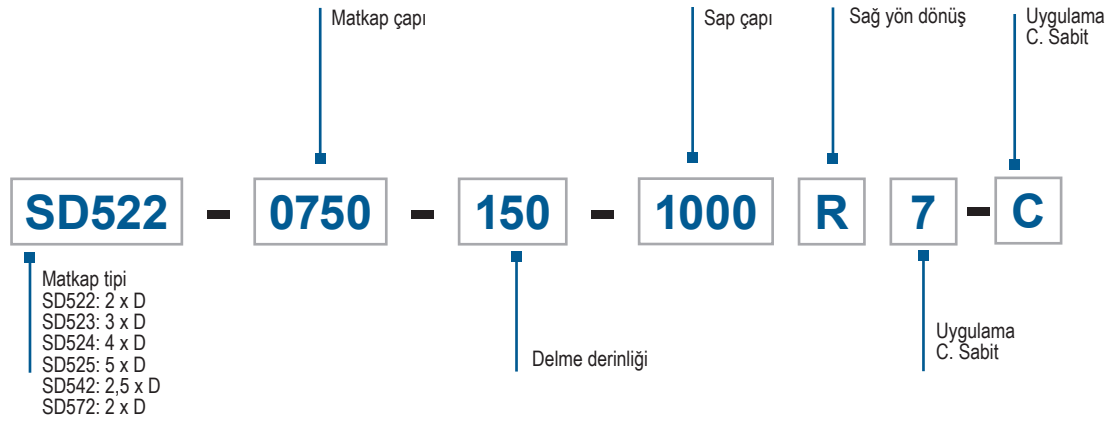 Matkap çapı
Sap çapı
Sağ yön dönüş
Uygulama
C. Sabit
SD522 - 0750 - 150 - 1000 R 7 - C
Matkap tipi
SD522: 2 x D
SD523: 3 x D
SD524: 4 x D
SD525: 5 x D
SD542: 2,5 x D
SD572: 2 x D
Delme derinliği
Uygulama
C. Sabit